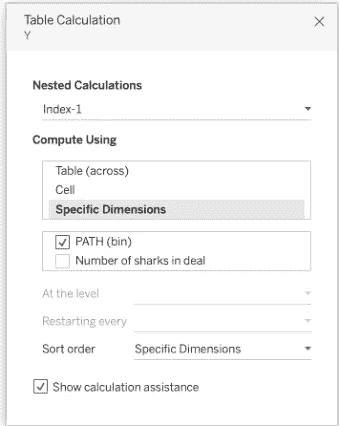 Table Calculation
Y
Nested Calculations
Index-1
Compute Using
Table (across)
Cell
Specific Dimensions
PATH (bin)
Number of sharks in deal
At the level
Restarting every
Sort order Specific Dimensions
Show calculation assistance